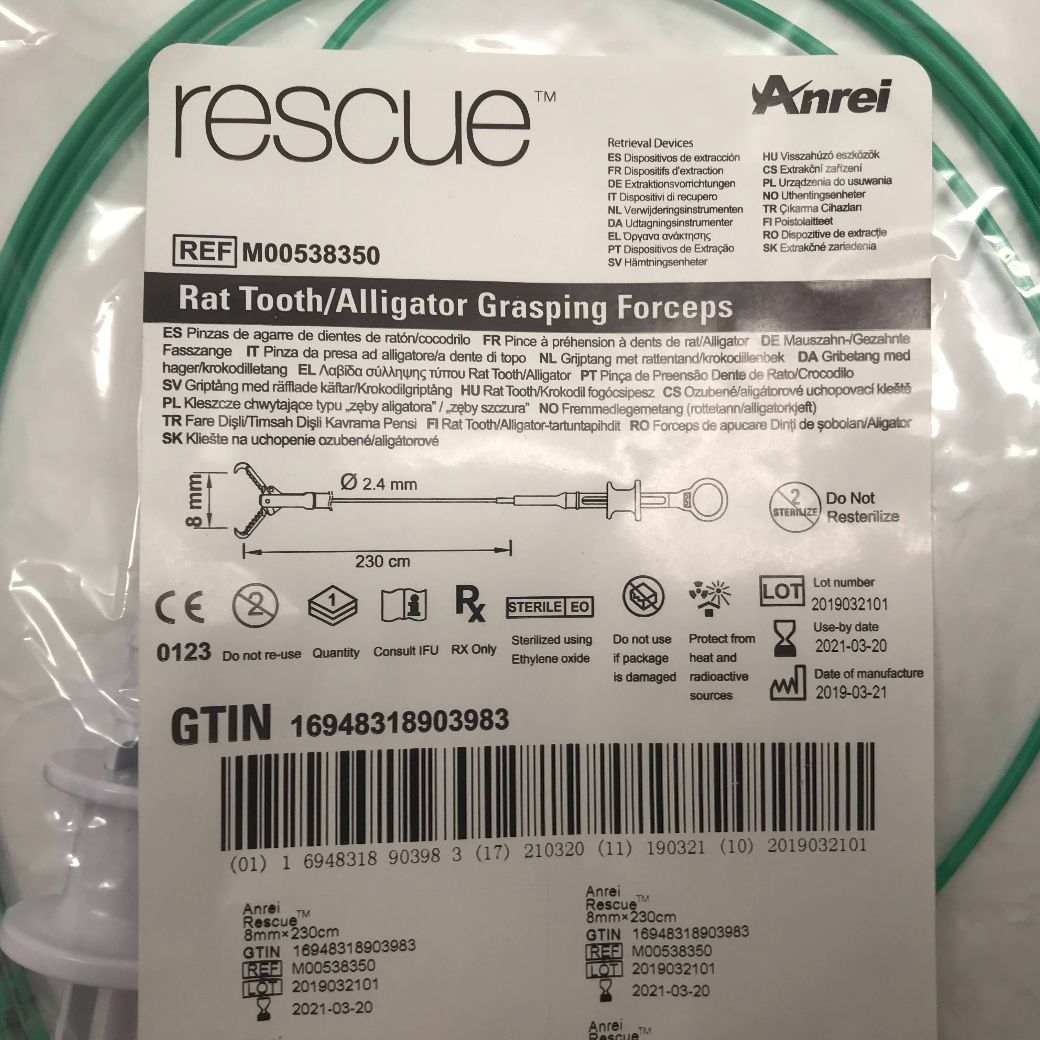 rescue™
Anrei
Retrieval Devices
ES Dispositivos de extracción
FR Dispositifs d'extraction
DE Extraktionsvorrichtungen
IT Dispositivi di recupero
NL Verwijderingsinstrumenten
DA Udtagningsinstrumenter
EL Όργανα ανάκτησης
PT Dispositivos de Extração
SV Hämtningsenheter
HU Visszahúzó eszközök
CS Extrakční zařízení
PL Urządzenia do usuwania
NO Uthentingsenheter
TR Çıkarma Cihazları
FI Poistolaitteet
RO Dispozitive de extracție
SK Extrakčné zariadenia
REF M00538350
Rat Tooth/Alligator Grasping Forceps
ES Pinzas de agarre de dientes de ratón/cocodrilo FR Pince à préhension à dents de rat/Alligator DE Mauszahn-/Gezahnte
Fasszange IT Pinza da presa ad alligatore/a dente di topo NL Grijptang met rattentand/krokodillenbek DA Gribetang med
hager/krokodilletang EL Λαβίδα σύλληψης τύπου Rat Tooth/Alligator PT Pinça de Preensão Dente de Rato/Crocodilo
SV Griptång med räfflade käftar/Krokodilgriptång HU Rat Tooth/Krokodil fogócsipesz CS Ozubené/aligátorové uchopovací kleště
PL Kleszcze chwytające typu „zęby aligatora” / „zęby szczura” NO Fremmedlegemetang (rottetann/alligatorkjeft)
TR Fare Dişli/Timsah Dişli Kavrama Pensi FI Rat Tooth/Alligator-tartuntapihdit RO Forceps de apucare Dinți de șobolan/Aligator
SK Kliešte na uchopenie ozubené/aligátorové
8 mm
Ø 2.4 mm
230 cm
2
STERILIZE
Do Not
Resterilize
CE
0123
2
Do not re-use
1
Quantity
i
Consult IFU
Rx
RX Only
STERILE EO
Sterilized using
Ethylene oxide
Do not use
if package
is damaged
Protect from
heat and
radioactive
sources
LOT
Lot number
2019032101
Use-by date
2021-03-20
Date of manufacture
2019-03-21
GTIN 16948318903983
(01) 1 6948318 90398 3 (17) 210320 (11) 190321 (10) 2019032101
Anrei
Rescue™
8mm×230cm
GTIN 16948318903983
REF M00538350
LOT 2019032101
2021-03-20
Anrei
Rescue™
8mm×230cm
GTIN 16948318903983
REF M00538350
LOT 2019032101
2021-03-20
Anrei
Rescue™